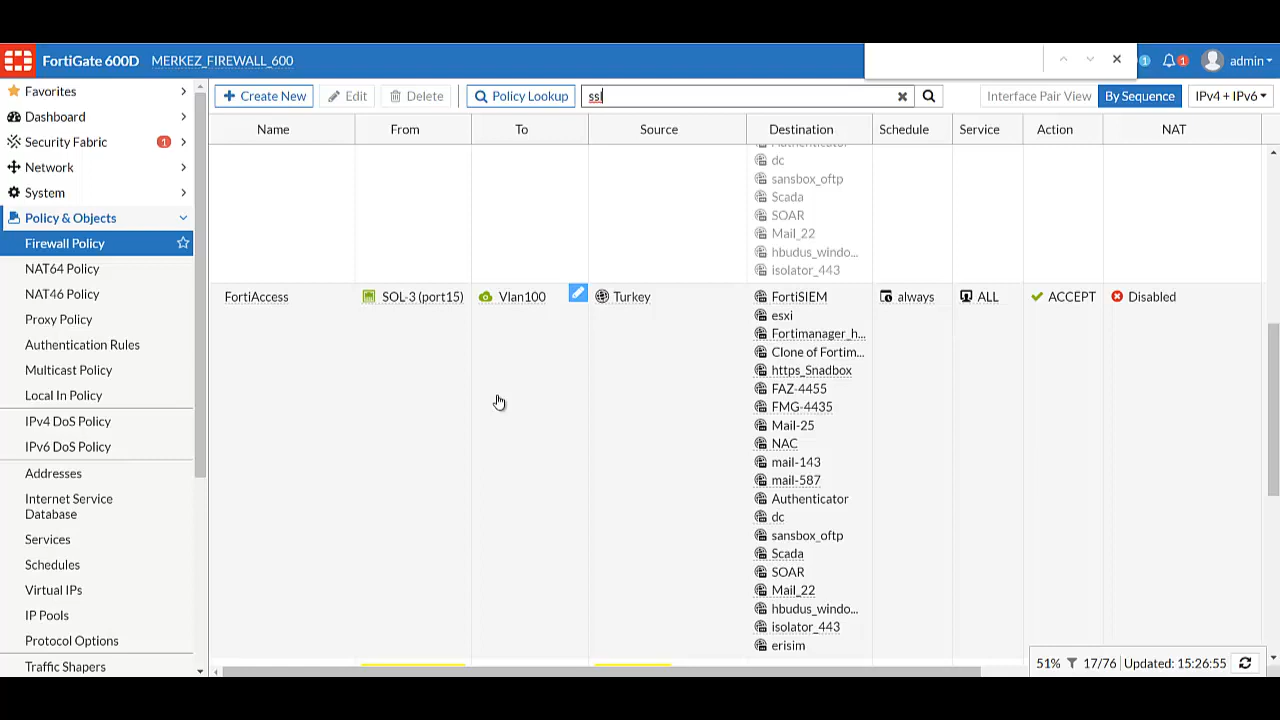 FortiGate 600D MERKEZ_FIREWALL_600 1 1 admin
Favorites
Dashboard
Security Fabric 1
Network
System
Policy & Objects
Firewall Policy
NAT64 Policy
NAT46 Policy
Proxy Policy
Authentication Rules
Multicast Policy
Local In Policy
IPv4 DoS Policy
IPv6 DoS Policy
Addresses
Internet Service
Database
Services
Schedules
Virtual IPs
IP Pools
Protocol Options
Traffic Shapers
+ Create New Edit Delete Policy Lookup ssl Interface Pair View By Sequence IPv4 + IPv6
Name From To Source Destination Schedule Service Action NAT
Authenticator
dc
sansbox_oftp
Scada
SOAR
Mail_22
hbudus_windo...
isolator_443
FortiAccess SOL-3 (port15) Vlan100 Turkey FortiSIEM always ALL ACCEPT Disabled
esxi
Fortimanager_h...
Clone of Fortim...
https_Snadbox
FAZ-4455
FMG-4435
Mail-25
NAC
mail-143
mail-587
Authenticator
dc
sansbox_oftp
Scada
SOAR
Mail_22
hbudus_windo...
isolator_443
erisim
51% 17/76 Updated: 15:26:55